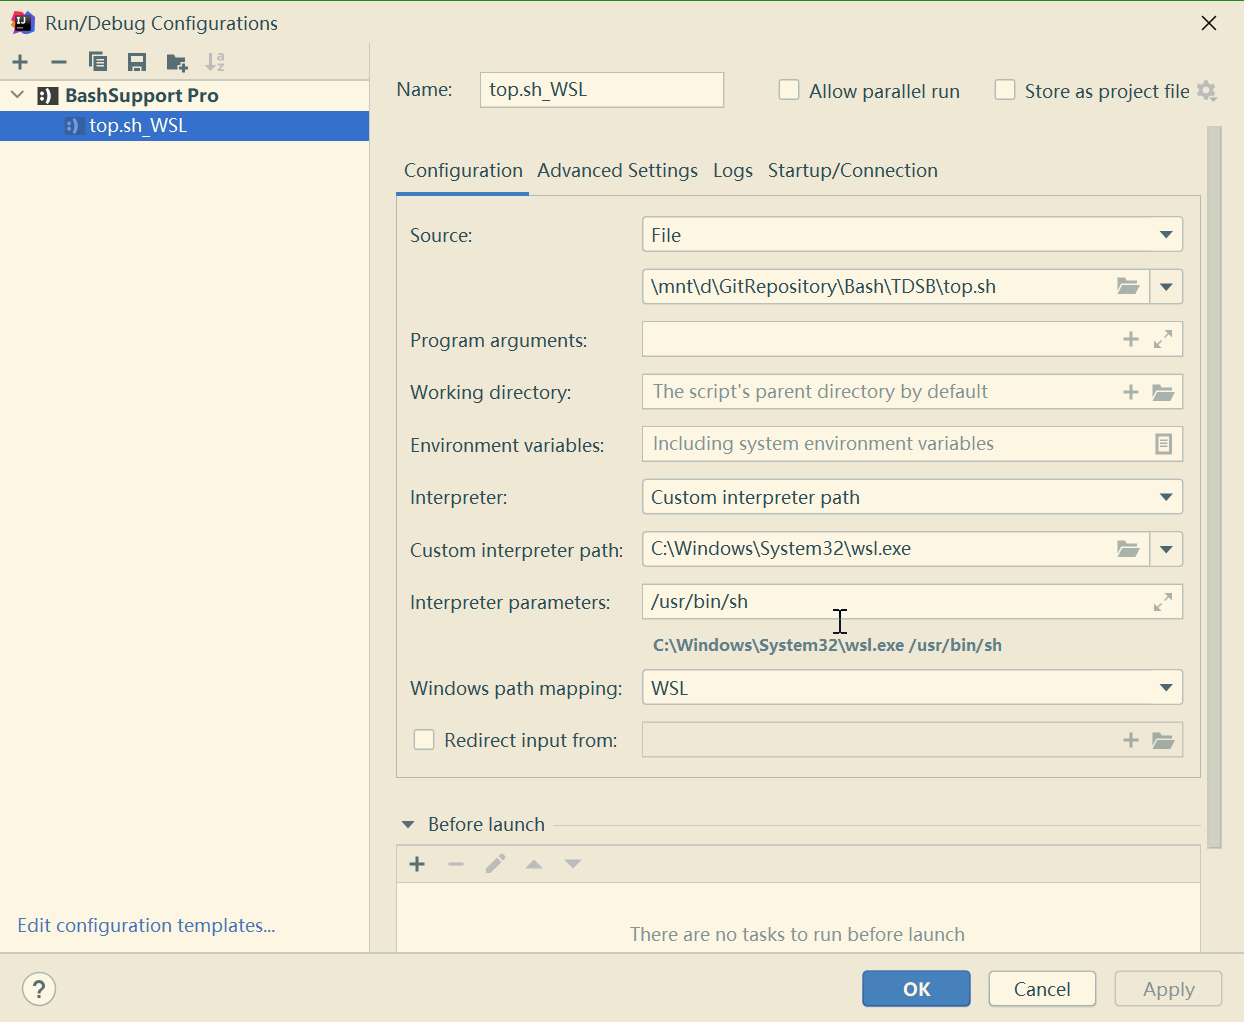 Run/Debug Configurations
BashSupport Pro
top.sh_WSL
Edit configuration templates...
Name: top.sh_WSL Allow parallel run Store as project file
Configuration Advanced Settings Logs Startup/Connection
Source: File
\mnt\d\GitRepository\Bash\TDSB\top.sh
Program arguments:
Working directory: The script's parent directory by default
Environment variables: Including system environment variables
Interpreter: Custom interpreter path
Custom interpreter path: C:\Windows\System32\wsl.exe
Interpreter parameters: /usr/bin/sh
C:\Windows\System32\wsl.exe /usr/bin/sh
Windows path mapping: WSL
Redirect input from:
Before launch
There are no tasks to run before launch
? OK Cancel Apply